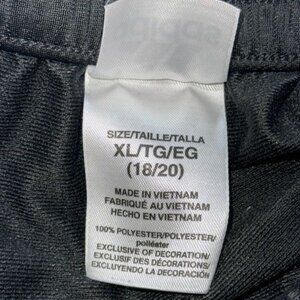 adidas
SIZE/TAILLE/TALLA
XL/TG/EG
(18/20)
MADE IN VIETNAM
FABRIQUÉ AU VIETNAM
HECHO EN VIETNAM
100% POLYESTER/POLYESTER/
poliéster
EXCLUSIVE OF DECORATION/
EXCLUSIF DES DÉCORATIONS/
EXCLUYENDO LA DECORACIÓN